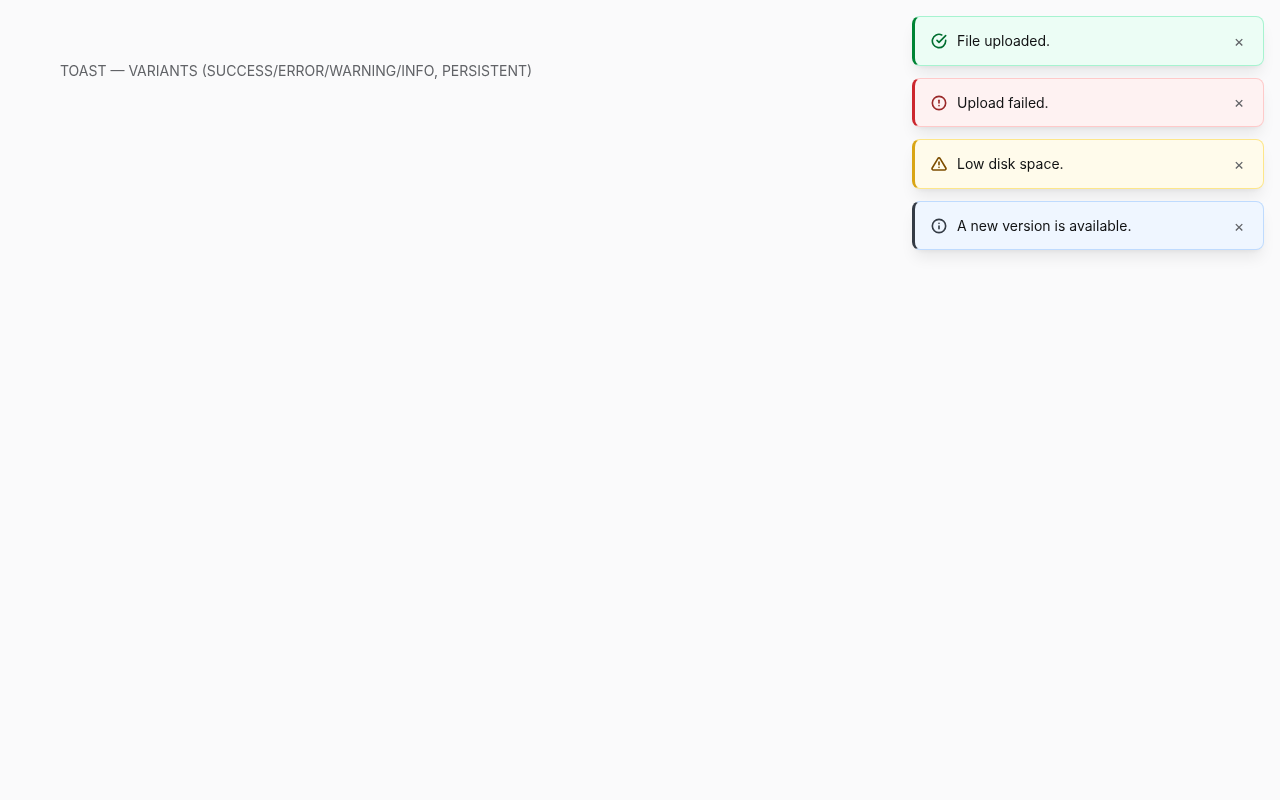 TOAST — VARIANTS (SUCCESS/ERROR/WARNING/INFO, PERSISTENT)
File uploaded. ×
Upload failed. ×
Low disk space. ×
A new version is available. ×